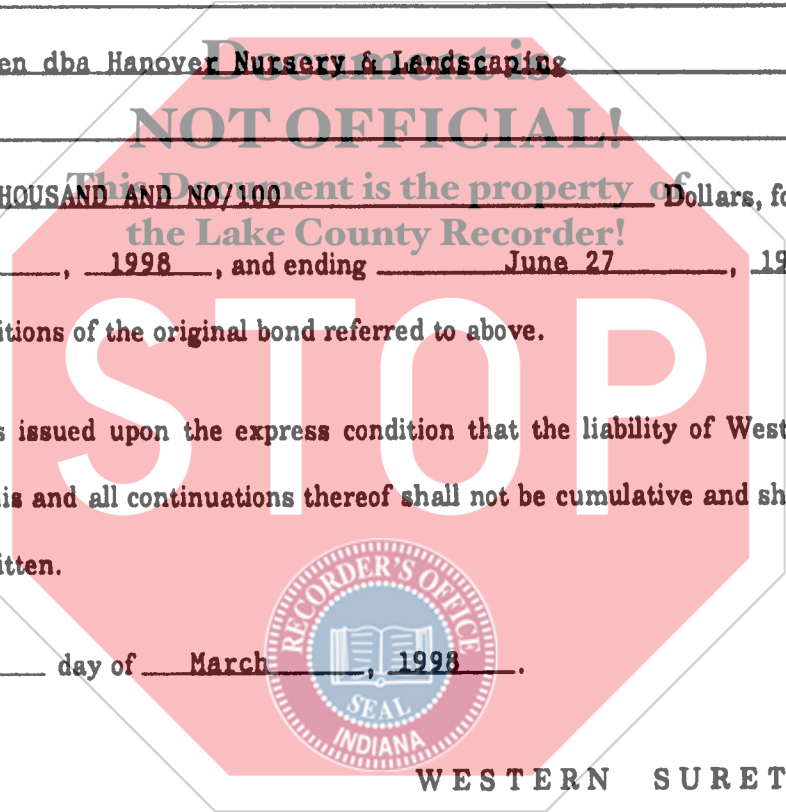 Document is
en dba Hanover Nursery & Landscaping
NOT OFFICIAL!
This Document is the property of
HOUSAND AND NO/100 Dollars, fo
the Lake County Recorder!
, 1998 , and ending June 27 , 19
itions of the original bond referred to above.
STOP
s issued upon the express condition that the liability of West
is and all continuations thereof shall not be cumulative and sh
itten.
RECORDER'S OFFICE
day of March , 1998 .
SEAL
INDIANA
WESTERN SURET